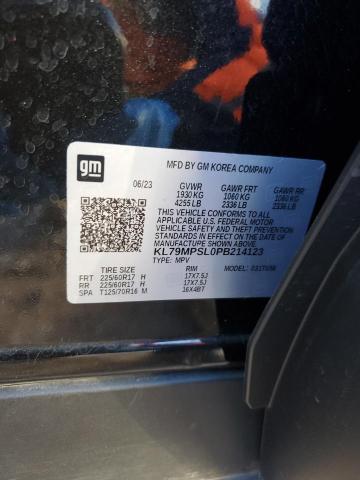 gm
MFD BY GM KOREA COMPANY
06/23 GVWR GAWR FRT GAWR RR
1930 KG 1060 KG 1060 KG
4255 LB 2336 LB 2336 LB
THIS VEHICLE CONFORMS TO ALL
APPLICABLE U.S. FEDERAL MOTOR
VEHICLE SAFETY AND
STANDARDS IN EFFECT ON THE DATE OF
MANUFACTURE SHOWN ABOVE.
KL79MPSL0PB214123
TYPE: MPV MODEL:
TIRE SIZE RIM
FRT 225/60R17 H 17X7.5J
RR 225/60R17 H 17X7.5J
SPA T125/70R16 M 16X4BT